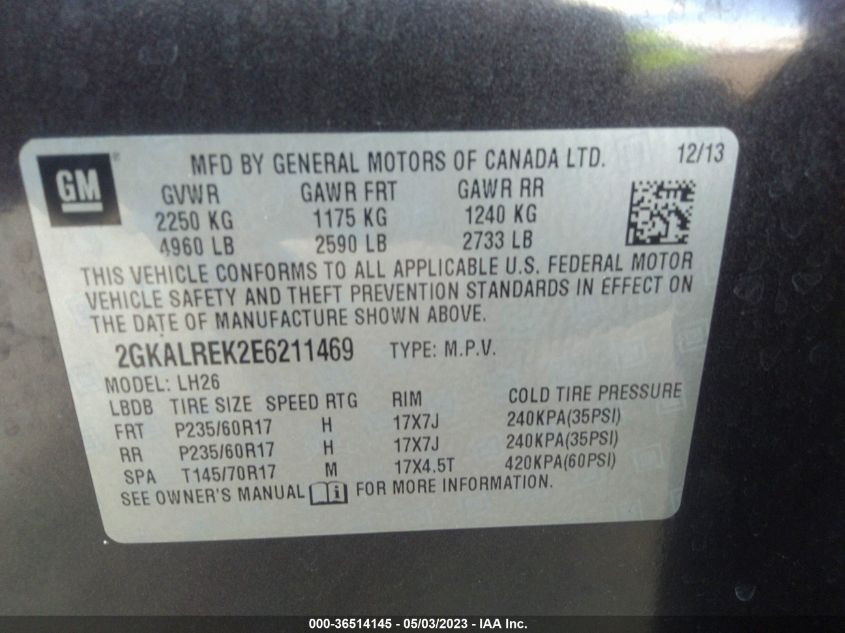 GM ®
MFD BY GENERAL MOTORS OF CANADA LTD. 12/13
GVWR GAWR FRT GAWR RR
2250 KG 1175 KG 1240 KG
4960 LB 2590 LB 2733 LB
THIS VEHICLE CONFORMS TO ALL APPLICABLE U.S. FEDERAL MOTOR
VEHICLE SAFETY AND THEFT PREVENTION STANDARDS IN EFFECT ON
THE DATE OF MANUFACTURE SHOWN ABOVE.
2GKALREK2E6211469 TYPE: M.P.V.
MODEL: LH26
LBDB TIRE SIZE SPEED RTG RIM COLD TIRE PRESSURE
FRT P235/60R17 H 17X7J 240KPA(35PSI)
RR P235/60R17 H 17X7J 240KPA(35PSI)
SPA T145/70R17 M 17X4.5T 420KPA(60PSI)
SEE OWNER'S MANUAL i FOR MORE INFORMATION.
000-36514145 - 05/03/2023 - IAA Inc.